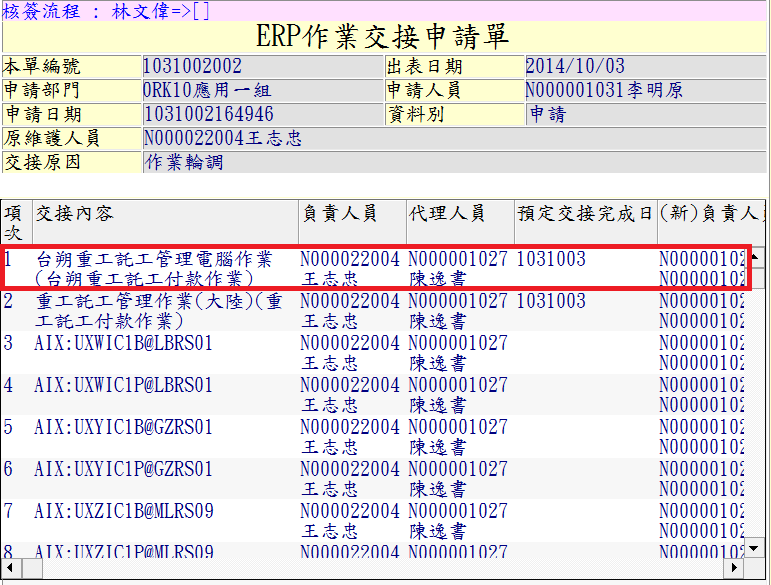 核簽流程 : 林文偉=>[]
ERP作業交接申請單
本單編號 1031002002 出表日期 2014/10/03
申請部門 0RK10應用一組 申請人員 N000001031李明原
申請日期 1031002164946 資料別 申請
原維護人員 N000022004王志忠
交接原因 作業輪調
項次 交接內容 負責人員 代理人員 預定交接完成日 (新)負責人員
1 台朔重工託工管理電腦作業 N000022004 N000001027 1031003 N00000102
(台朔重工託工付款作業) 王志忠 陳逸書 N00000102
2 重工託工管理作業(大陸)(重 N000022004 N000001027 1031003 N00000102
工託工付款作業) 王志忠 陳逸書 N00000102
3 AIX:UXWIC1B@LBRS01 N000022004 N000001027 N00000102
王志忠 陳逸書 N00000102
4 AIX:UXWIC1P@LBRS01 N000022004 N000001027 N00000102
王志忠 陳逸書 N00000102
5 AIX:UXYIC1B@GZRS01 N000022004 N000001027 N00000102
王志忠 陳逸書 N00000102
6 AIX:UXYIC1P@GZRS01 N000022004 N000001027 N00000102
王志忠 陳逸書 N00000102
7 AIX:UXZIC1B@MLRS09 N000022004 N000001027 N00000102
王志忠 陳逸書 N00000102
8 AIX:UXZIC1P@MLRS09 N000022004 N000001027 N00000102